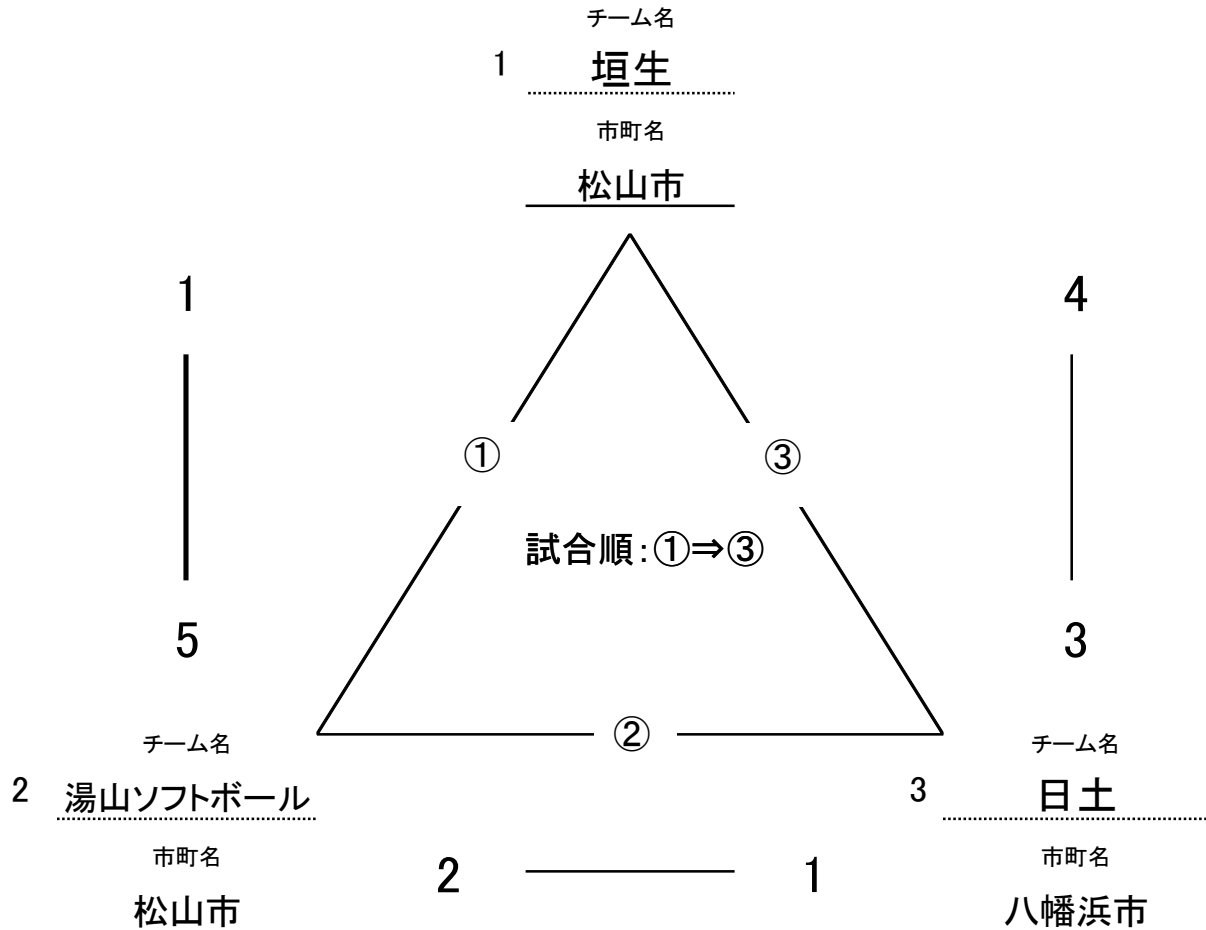 チーム名
1 垣生
市町名
松山市
1 4
① ③
試合順:①⇒③
5 3
②
チーム名 チーム名
2 湯山ソフトボール 3 日土
市町名 市町名
2 1
松山市 八幡浜市